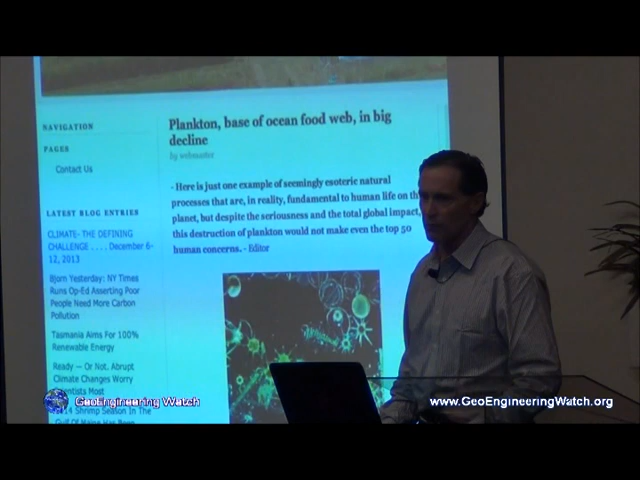 NAVIGATION
PAGES
Contact Us
LATEST BLOG ENTRIES
CLIMATE- THE DEFINING
CHALLENGE . . . . December 6-
12, 2013
Bjorn Yesterday: NY Times
Runs Op-Ed Asserting Poor
People Need More Carbon
Pollution
Tasmania Aims For 100%
Renewable Energy
Ready — Or Not. Abrupt
Climate Changes Worry
Scientists Most
2014 Shrimp Season In The
Gulf Of Maine Has Been
Plankton, base of ocean food web, in big
decline
by webmaster
- Here is just one example of seemingly esoteric natural
processes that are, in reality, fundamental to human life on the
planet, but despite the seriousness and the total global impact,
this destruction of plankton would not make even the top 50
human concerns. - Editor
GeoEngineering Watch
www.GeoEngineeringWatch.org